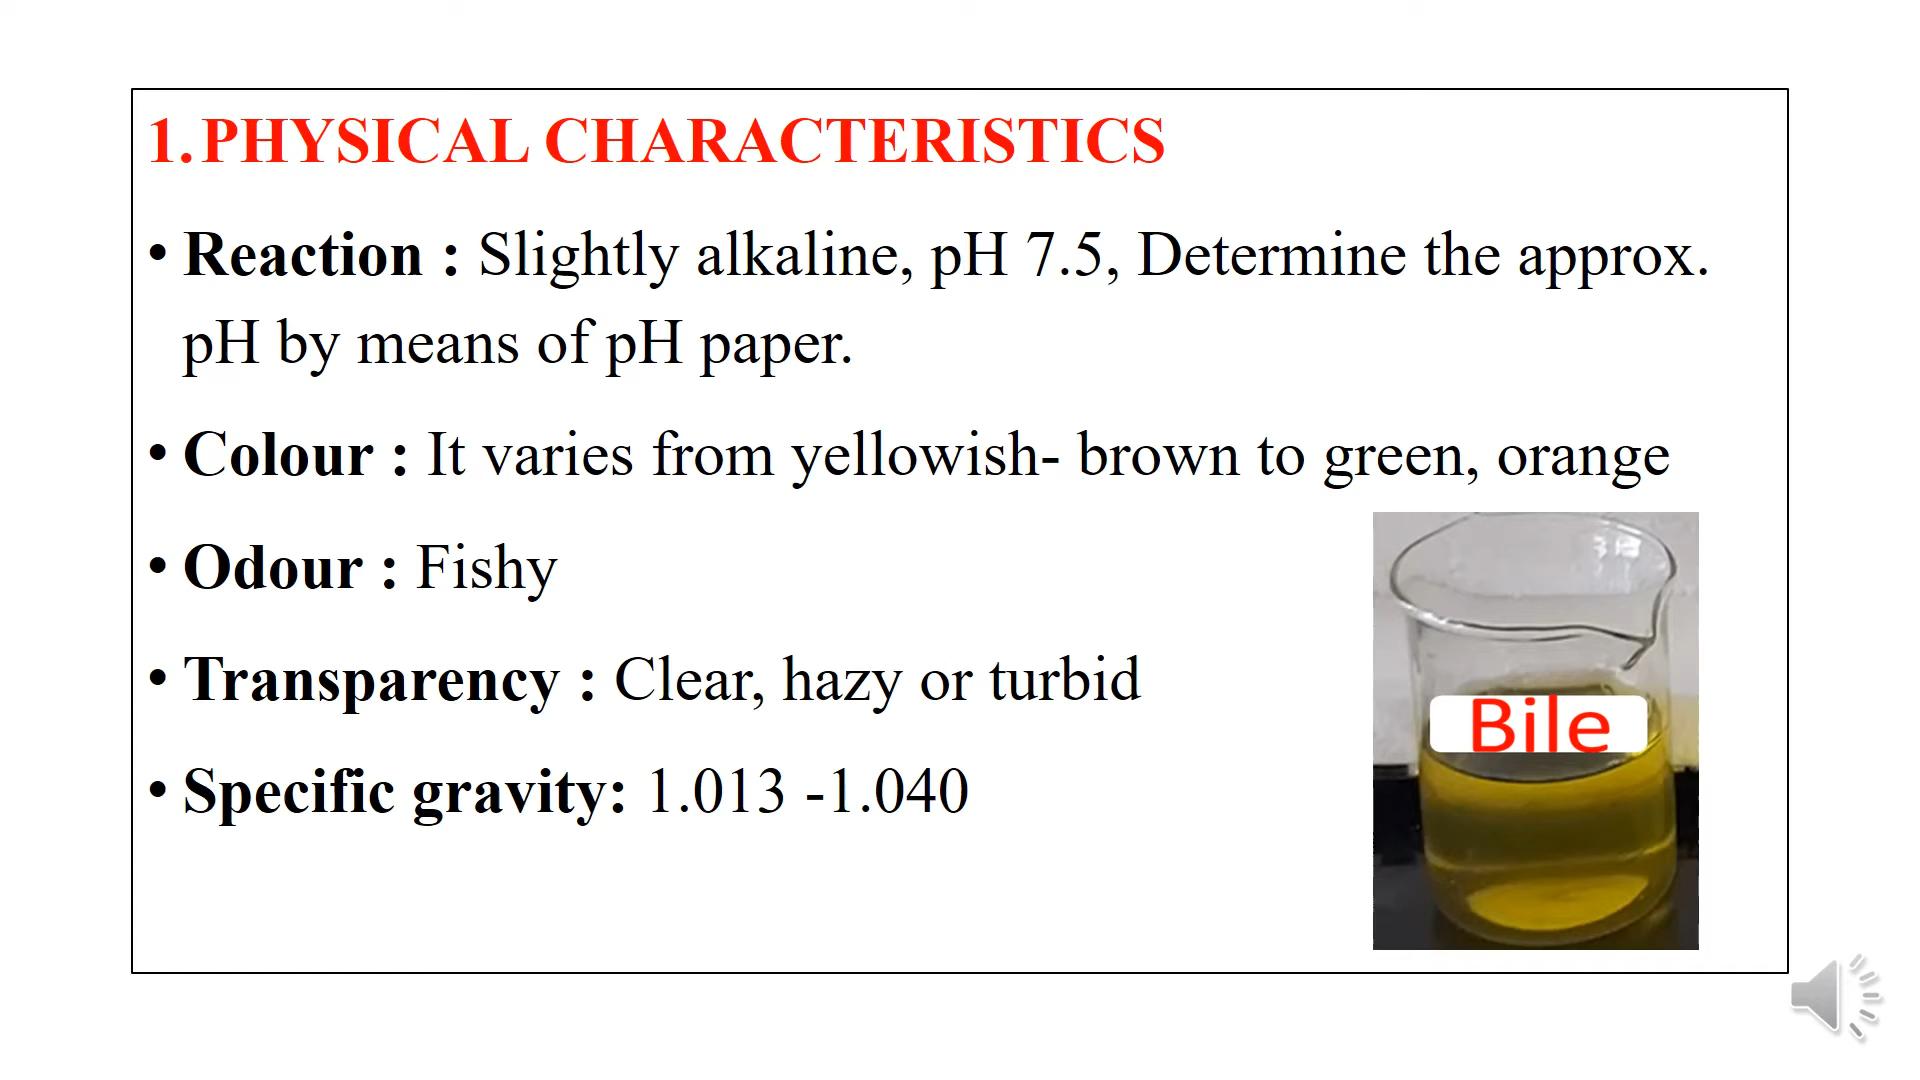 1. PHYSICAL CHARACTERISTICS
• Reaction : Slightly alkaline, pH 7.5, Determine the approx.
pH by means of pH paper.
• Colour : It varies from yellowish- brown to green, orange
• Odour : Fishy
• Transparency : Clear, hazy or turbid
• Specific gravity: 1.013 -1.040
Bile